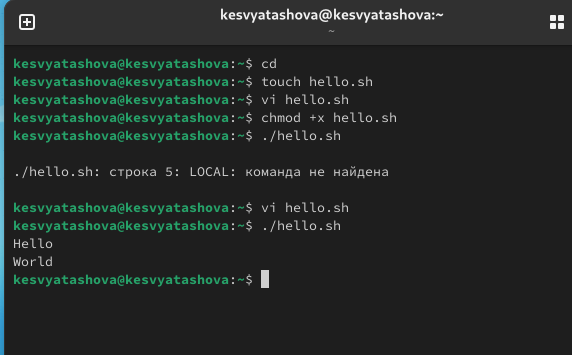 kesvyatashova@kesvyatashova:~
~
kesvyatashova@kesvyatashova:~$ cd
kesvyatashova@kesvyatashova:~$ touch hello.sh
kesvyatashova@kesvyatashova:~$ vi hello.sh
kesvyatashova@kesvyatashova:~$ chmod +x hello.sh
kesvyatashova@kesvyatashova:~$ ./hello.sh
./hello.sh: строка 5: LOCAL: команда не найдена
kesvyatashova@kesvyatashova:~$ vi hello.sh
kesvyatashova@kesvyatashova:~$ ./hello.sh
Hello
World
kesvyatashova@kesvyatashova:~$